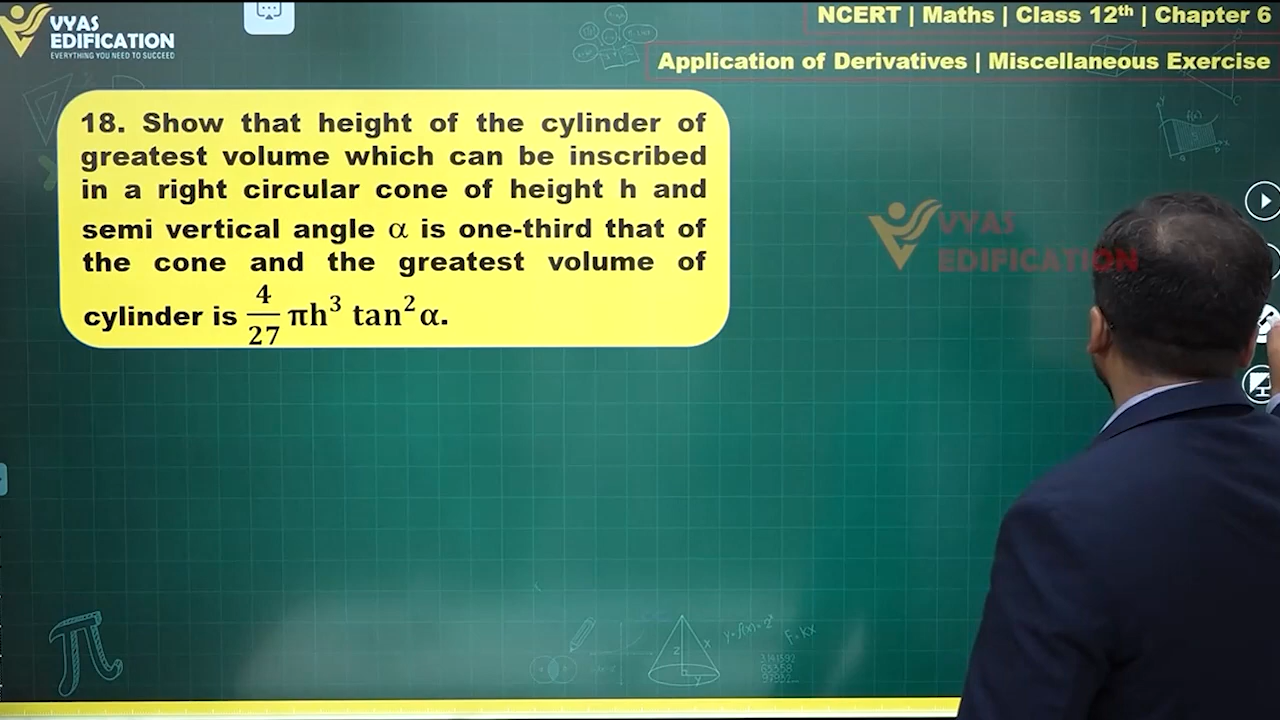 VYAS
EDIFICATION
EVERYTHING YOU NEED TO SUCCEED
NCERT | Maths | Class 12th | Chapter 6
Application of Derivatives | Miscellaneous Exercise
18. Show that height of the cylinder of
greatest volume which can be inscribed
in a right circular cone of height h and
semi vertical angle α is one-third that of
the cone and the greatest volume of
cylinder is 4/27 πh³ tan²α.
VYAS
EDIFICATION